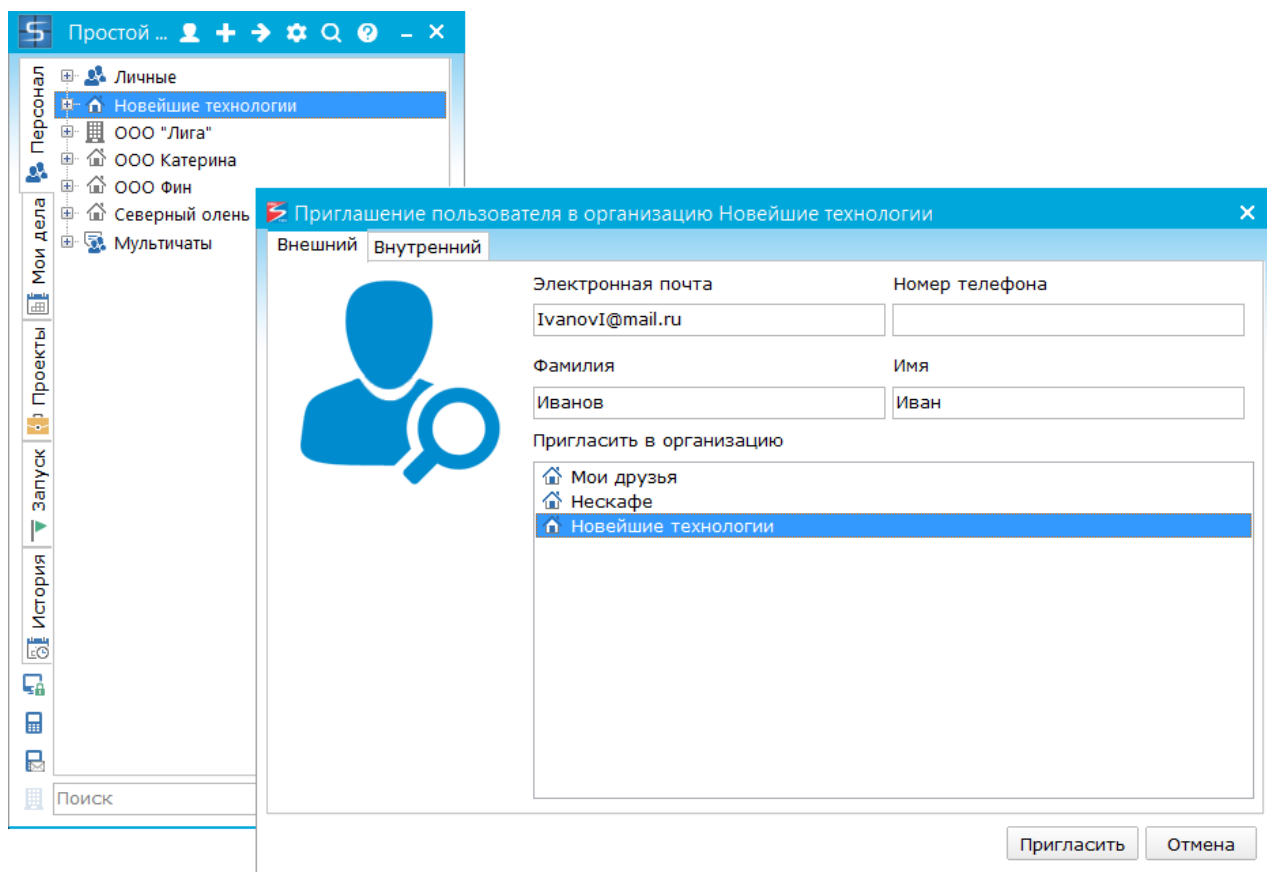 Простой ...
Персонал
Мои дела
Проекты
Запуск
История
Личные
Новейшие технологии
ООО "Лига"
ООО Катерина
ООО Фин
Северный олень
Мультичаты
Поиск
Приглашение пользователя в организацию Новейшие технологии
Внешний Внутренний
Электронная почта Номер телефона
IvanovI@mail.ru
Фамилия Имя
Иванов Иван
Пригласить в организацию
Мои друзья
Нескафе
Новейшие технологии
Пригласить Отмена